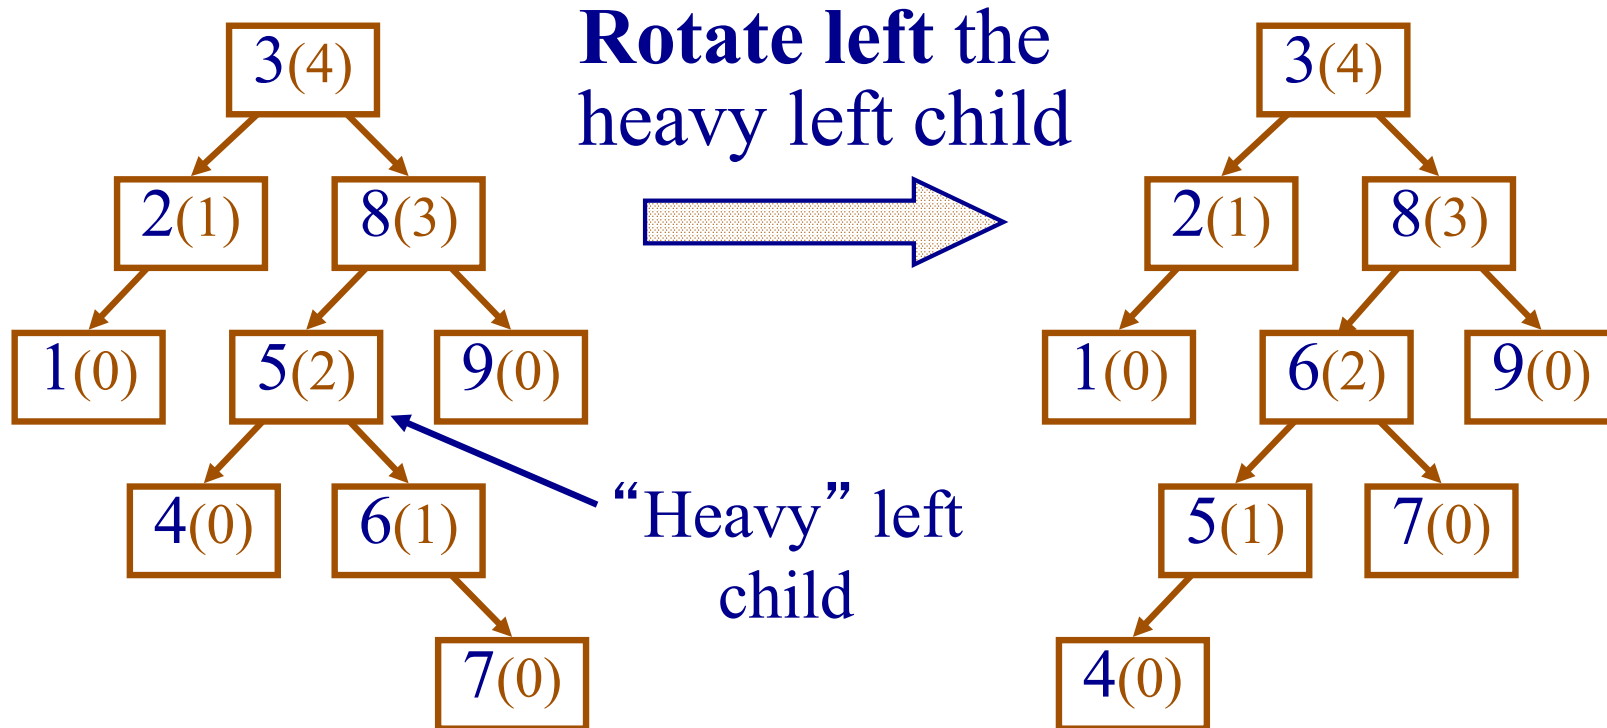 3(4)
Rotate left the
heavy left child
3(4)
2(1) 8(3)
2(1) 8(3)
1(0) 5(2) 9(0)
1(0) 6(2) 9(0)
4(0) 6(1)
“Heavy” left
child
5(1) 7(0)
7(0)
4(0)